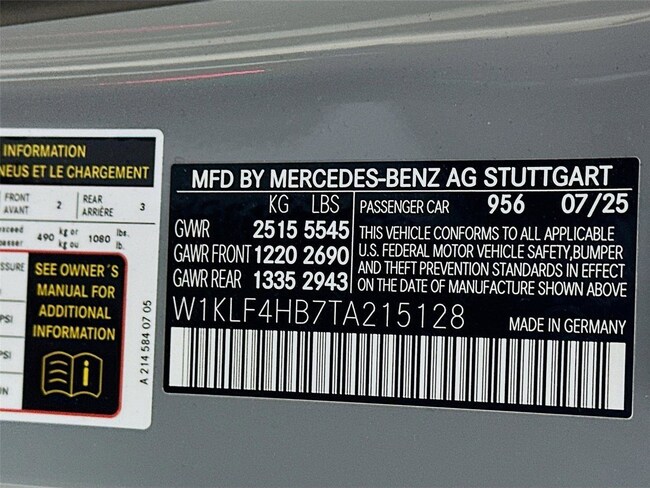 INFORMATION
NEUS ET LE CHARGEMENT
FRONT
AVANT
2
REAR
ARRIÈRE
3
490 kg or kg ou 1080 lbs. lb.
SEE OWNER´S
MANUAL FOR
ADDITIONAL
INFORMATION
A 214 584 07 05
MFD BY MERCEDES-BENZ AG STUTTGART
KG LBS
GVWR 2515 5545
GAWR FRONT 1220 2690
GAWR REAR 1335 2943
PASSENGER CAR 956 07/25
THIS VEHICLE CONFORMS TO ALL APPLICABLE
U.S. FEDERAL MOTOR VEHICLE SAFETY,BUMPER
AND THEFT PREVENTION STANDARDS IN EFFECT
ON THE DATE OF MANUFACTURE SHOWN ABOVE
W1KLF4HB7TA215128
MADE IN GERMANY